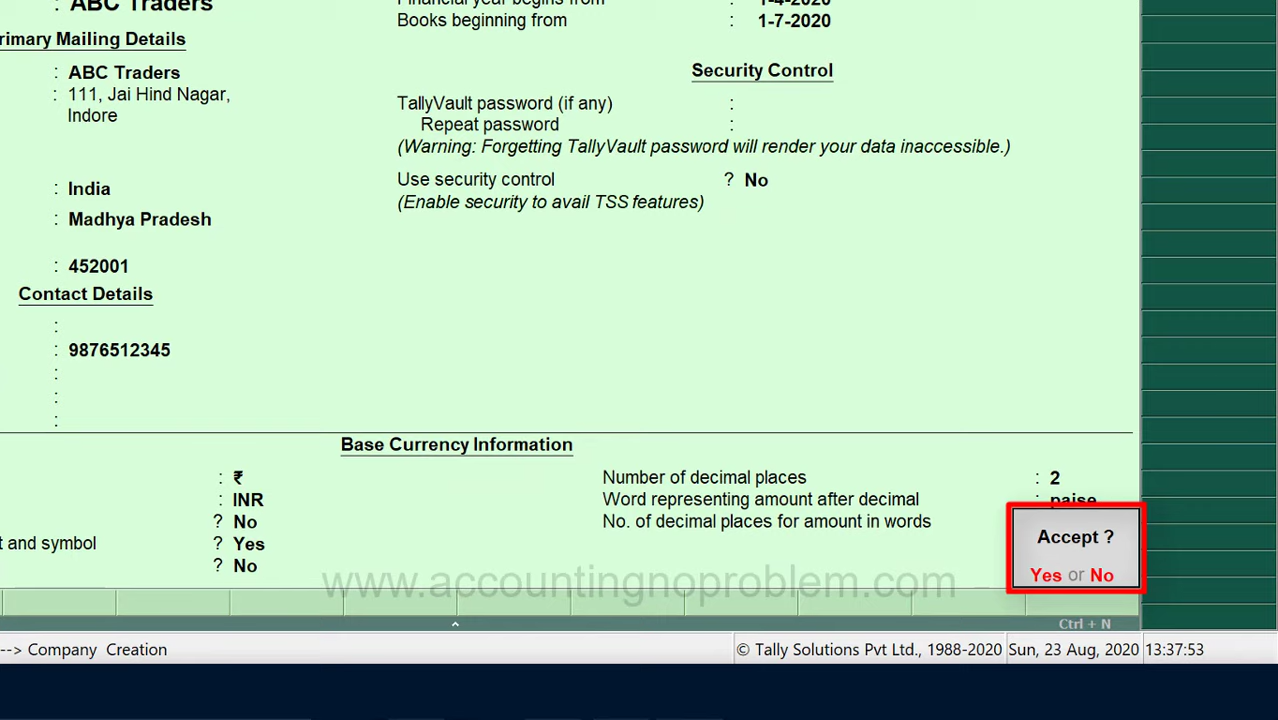 : ABC Traders
Financial year begins from : 1-4-2020
Books beginning from : 1-7-2020
rimary Mailing Details
: ABC Traders
: 111, Jai Hind Nagar,
Indore
: India
: Madhya Pradesh
: 452001
Contact Details
:
: 9876512345
:
:
:
Security Control
TallyVault password (if any) :
Repeat password :
(Warning: Forgetting TallyVault password will render your data inaccessible.)
Use security control ? No
(Enable security to avail TSS features)
Base Currency Information
: ₹
: INR
? No
t and symbol ? Yes
? No
Number of decimal places : 2
Word representing amount after decimal : paise
No. of decimal places for amount in words
Accept ?
Yes or No
www.accountingnoproblem.com
Ctrl + N
--> Company Creation
© Tally Solutions Pvt Ltd., 1988-2020 Sun, 23 Aug, 2020 13:37:53